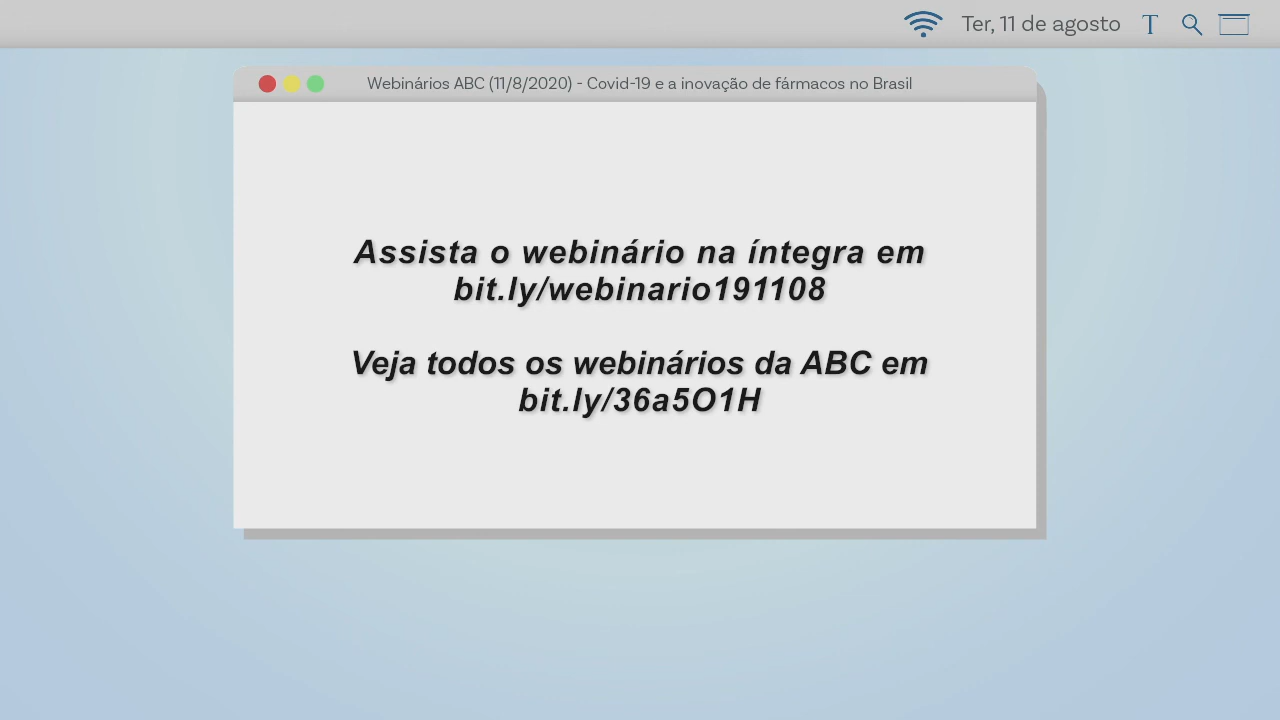 Ter, 11 de agosto T
Webinários ABC (11/8/2020) - Covid-19 e a inovação de fármacos no Brasil
Assista o webinário na íntegra em
bit.ly/webinario191108
Veja todos os webinários da ABC em
bit.ly/36a5O1H